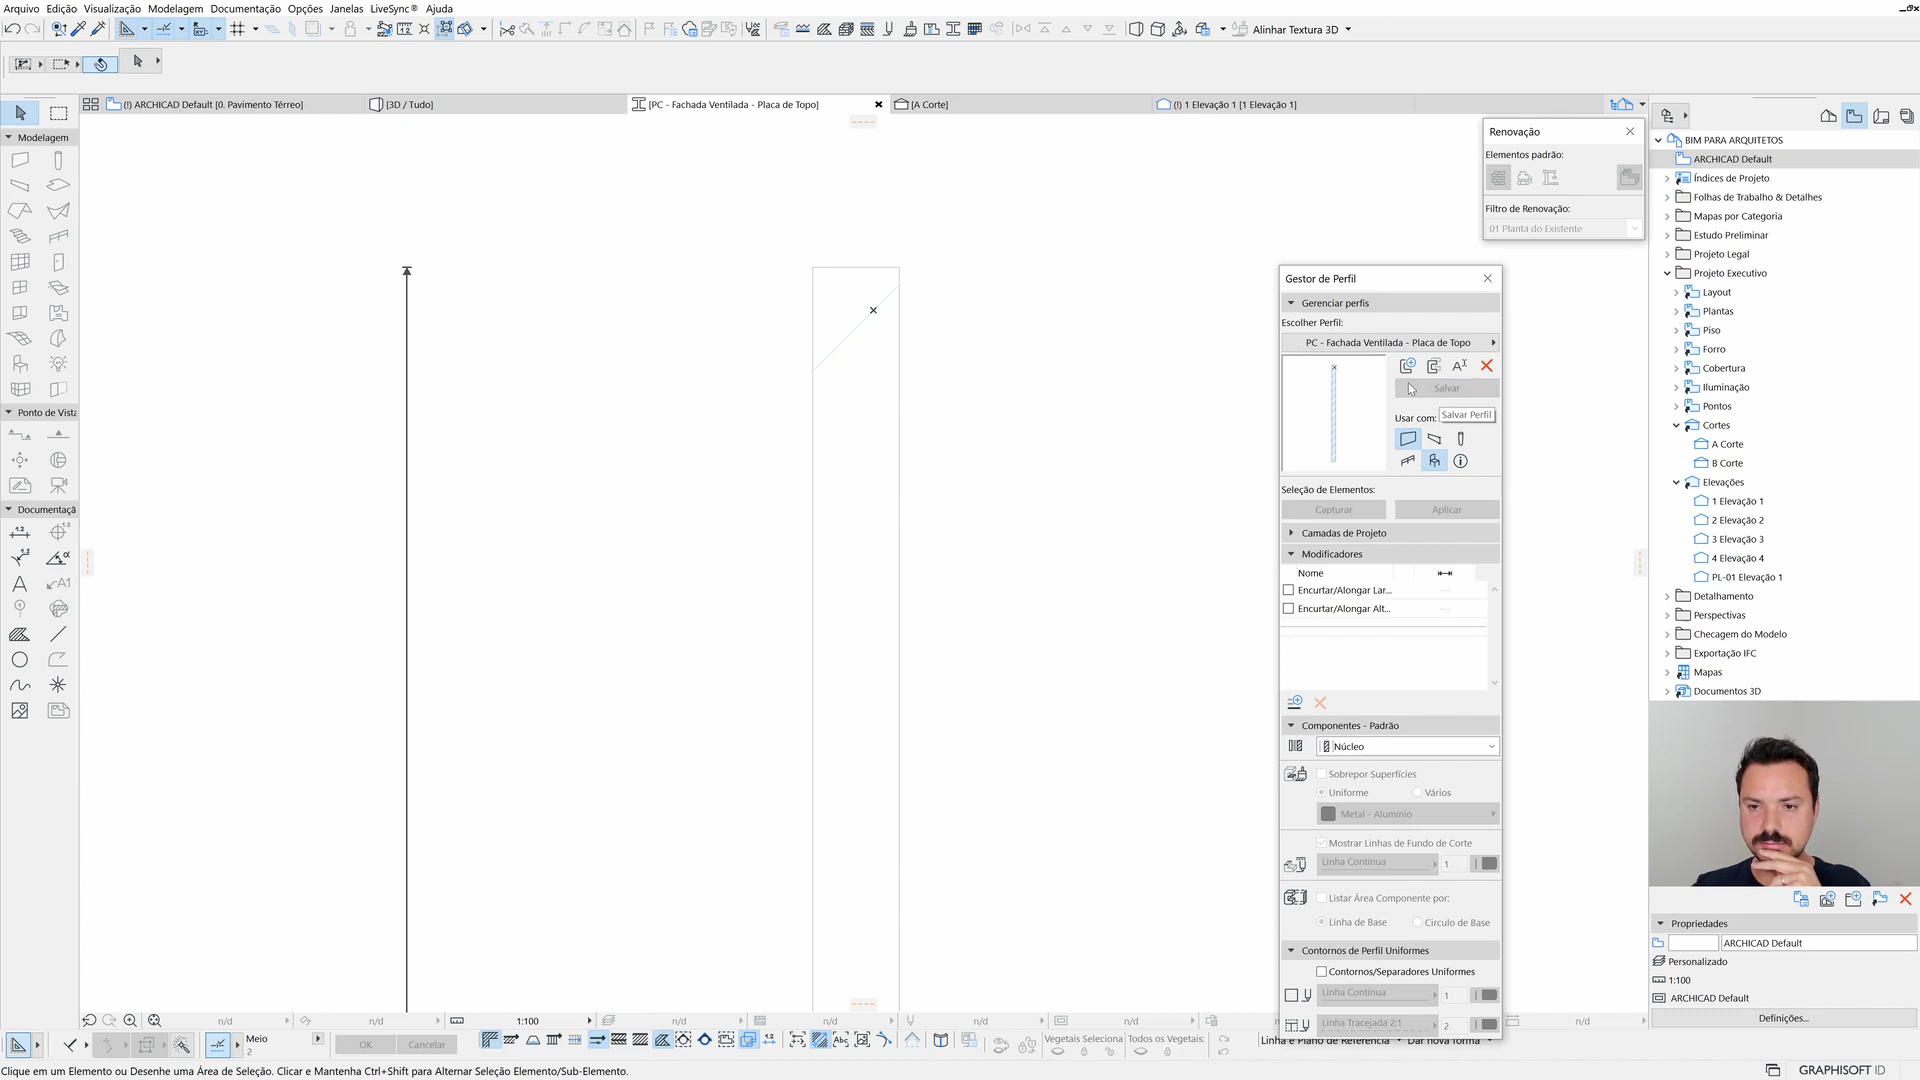 Arquivo Edição Visualização Modelagem Documentação Opções Janelas LiveSync® Ajuda
Alinhar Textura 3D
(!) ARCHICAD Default [0. Pavimento Térreo]
[3D / Tudo]
[PC - Fachada Ventilada - Placa de Topo]
[A Corte]
(!) 1 Elevação 1 [1 Elevação 1]
Modelagem
Ponto de Vista
Documentaçã
Renovação
Elementos padrão:
Filtro de Renovação:
01 Planta do Existente
Gestor de Perfil
Gerenciar perfis
Escolher Perfil:
PC - Fachada Ventilada - Placa de Topo
Salvar
Usar com:
Salvar Perfil
Seleção de Elementos:
Capturar
Aplicar
Camadas de Projeto
Modificadores
Nome
Encurtar/Alongar Lar...
Encurtar/Alongar Alt...
Componentes - Padrão
Núcleo
Sobrepor Superfícies
Uniforme
Vários
Metal - Alumínio
Mostrar Linhas de Fundo de Corte
Linha Contínua
1
Listar Área Componente por:
Linha de Base
Circulo de Base
Contornos de Perfil Uniformes
Contornos/Separadores Uniformes
Linha Contínua
1
Linha Tracejada 2:1
2
BIM PARA ARQUITETOS
ARCHICAD Default
Índices de Projeto
Folhas de Trabalho & Detalhes
Mapas por Categoria
Estudo Preliminar
Projeto Legal
Projeto Executivo
Layout
Plantas
Piso
Forro
Cobertura
Iluminação
Pontos
Cortes
A Corte
B Corte
Elevações
1 Elevação 1
2 Elevação 2
3 Elevação 3
4 Elevação 4
PL-01 Elevação 1
Detalhamento
Perspectivas
Checagem do Modelo
Exportação IFC
Mapas
Documentos 3D
Propriedades
ARCHICAD Default
Personalizado
1:100
ARCHICAD Default
Definições...
n/d
n/d
1:100
n/d
n/d
n/d
n/d
n/d
Meio
2
OK
Cancelar
Vegetais Seleciona
Todos os Vegetais:
Linha e Plano de Referência
Dar nova forma
Clique em um Elemento ou Desenhe uma Área de Seleção. Clicar e Mantenha Ctrl+Shift para Alternar Seleção Elemento/Sub-Elemento.
GRAPHISOFT ID